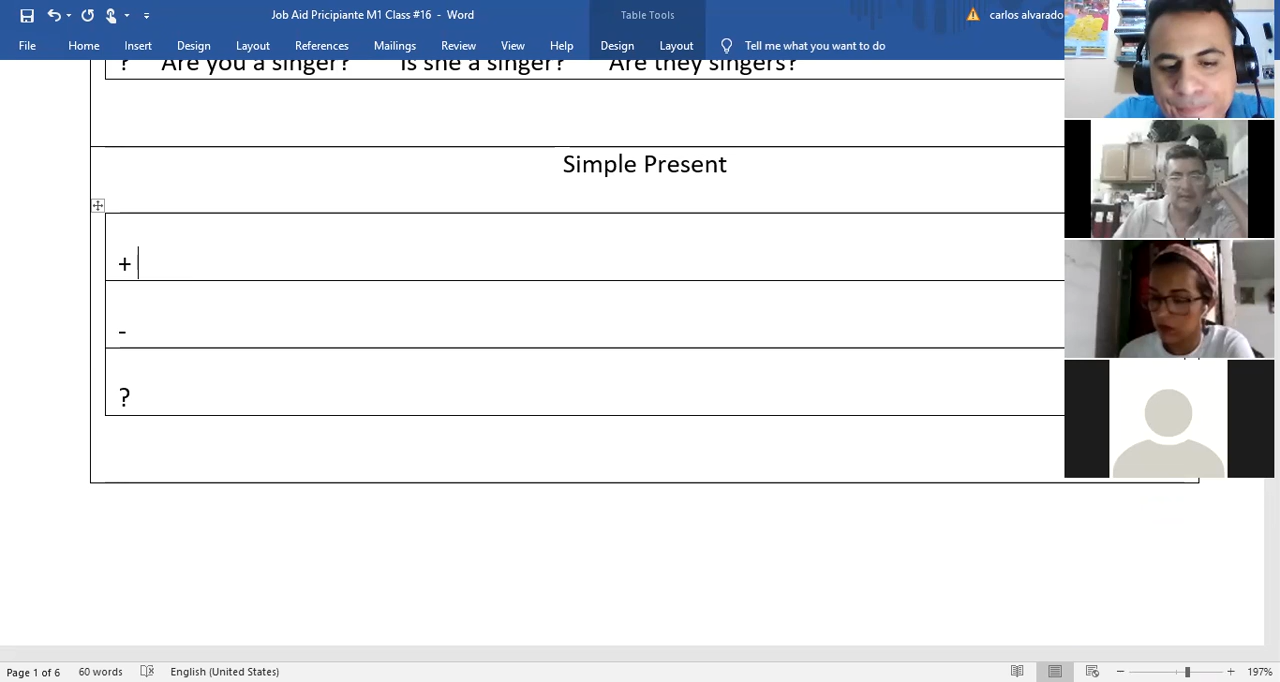 Job Aid Pricipiante M1 Class #16 - Word
Table Tools
carlos alvarado
File Home Insert Design Layout References Mailings Review View Help Design Layout Tell me what you want to do
? Are you a singer? Is she a singer? Are they singers?
Simple Present
+
-
?
Page 1 of 6 60 words English (United States) 197%